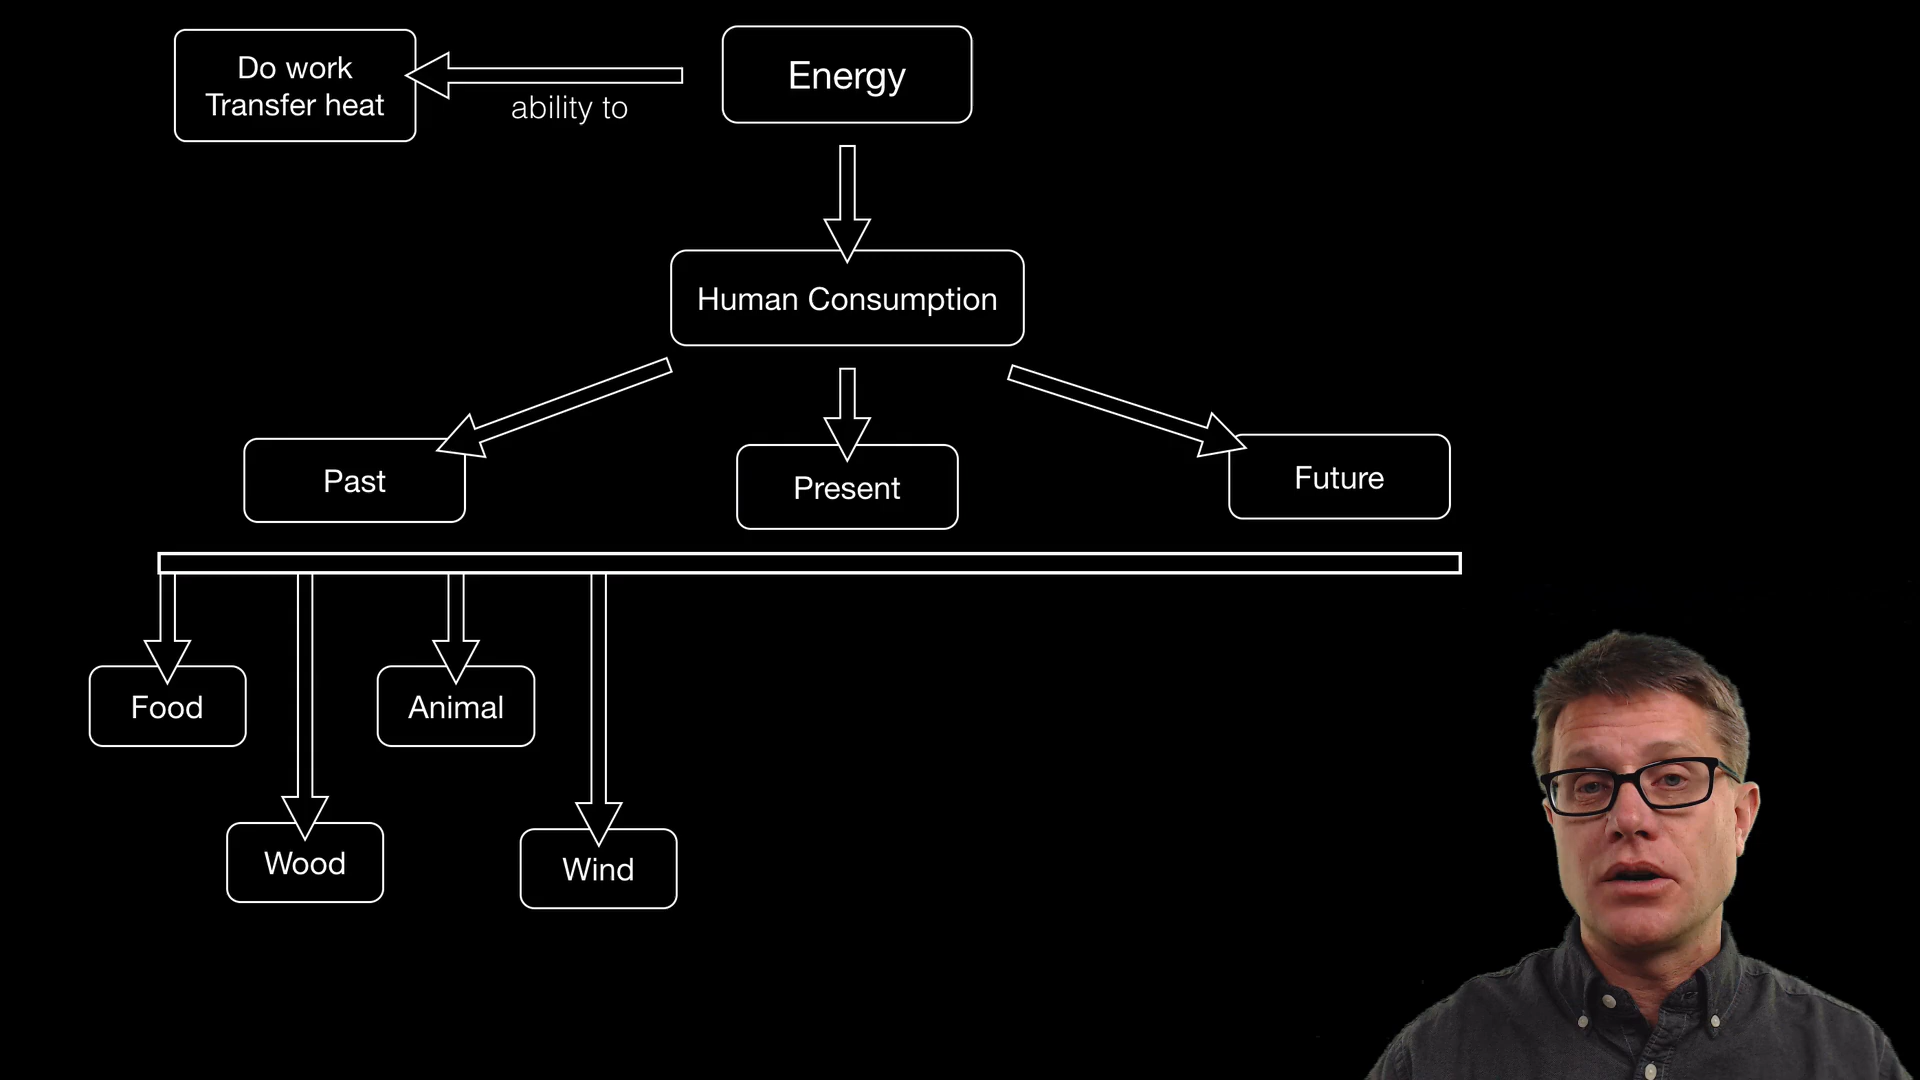 Do work
Transfer heat
ability to
Energy
Human Consumption
Past
Present
Future
Food
Animal
Wood
Wind